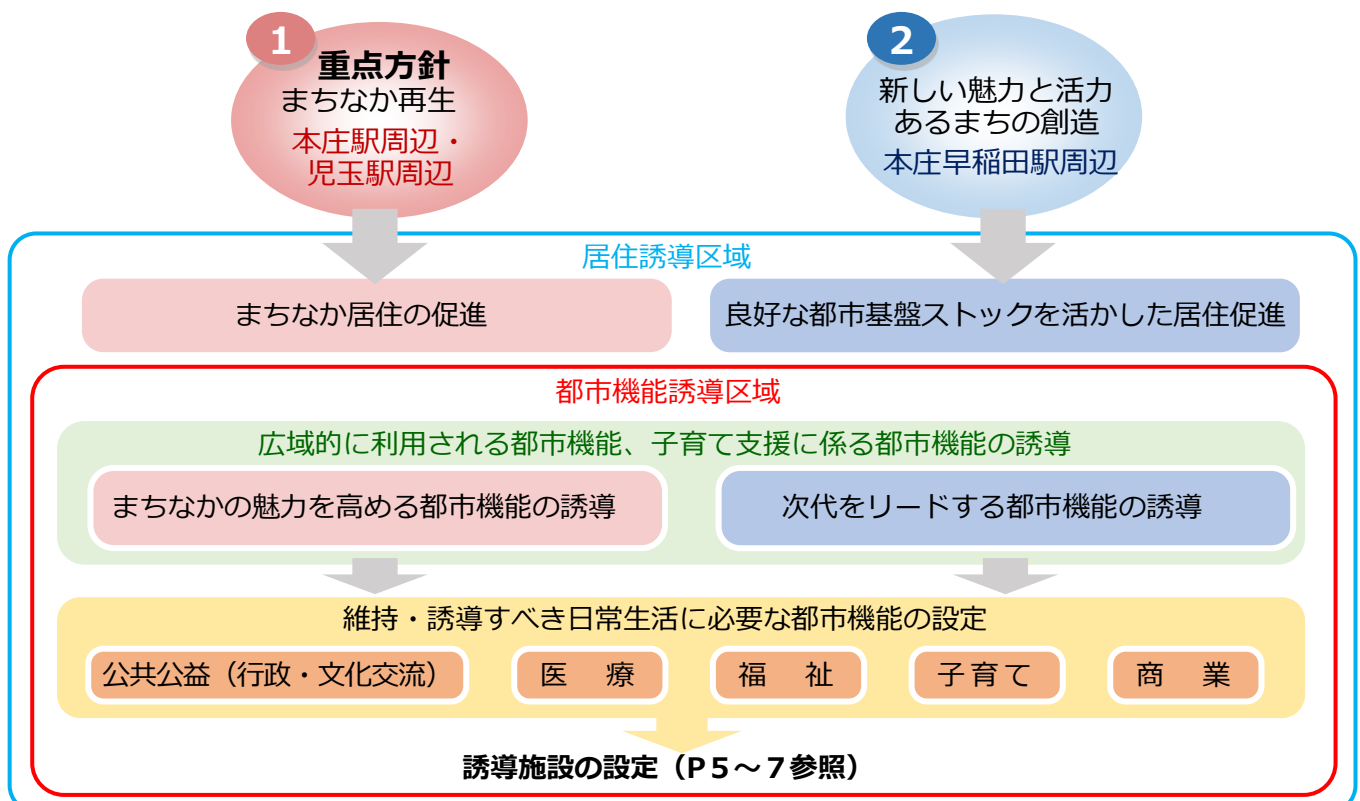 1
重点方針
まちなか再生
本庄駅周辺・
児玉駅周辺
2
新しい魅力と活力
あるまちの創造
本庄早稲田駅周辺
居住誘導区域
まちなか居住の促進
良好な都市基盤ストックを活かした居住促進
都市機能誘導区域
広域的に利用される都市機能、子育て支援に係る都市機能の誘導
まちなかの魅力を高める都市機能の誘導
次代をリードする都市機能の誘導
維持・誘導すべき日常生活に必要な都市機能の設定
公共公益（行政・文化交流）
医　療
福　祉
子育て
商　業
誘導施設の設定（P５～７参照）